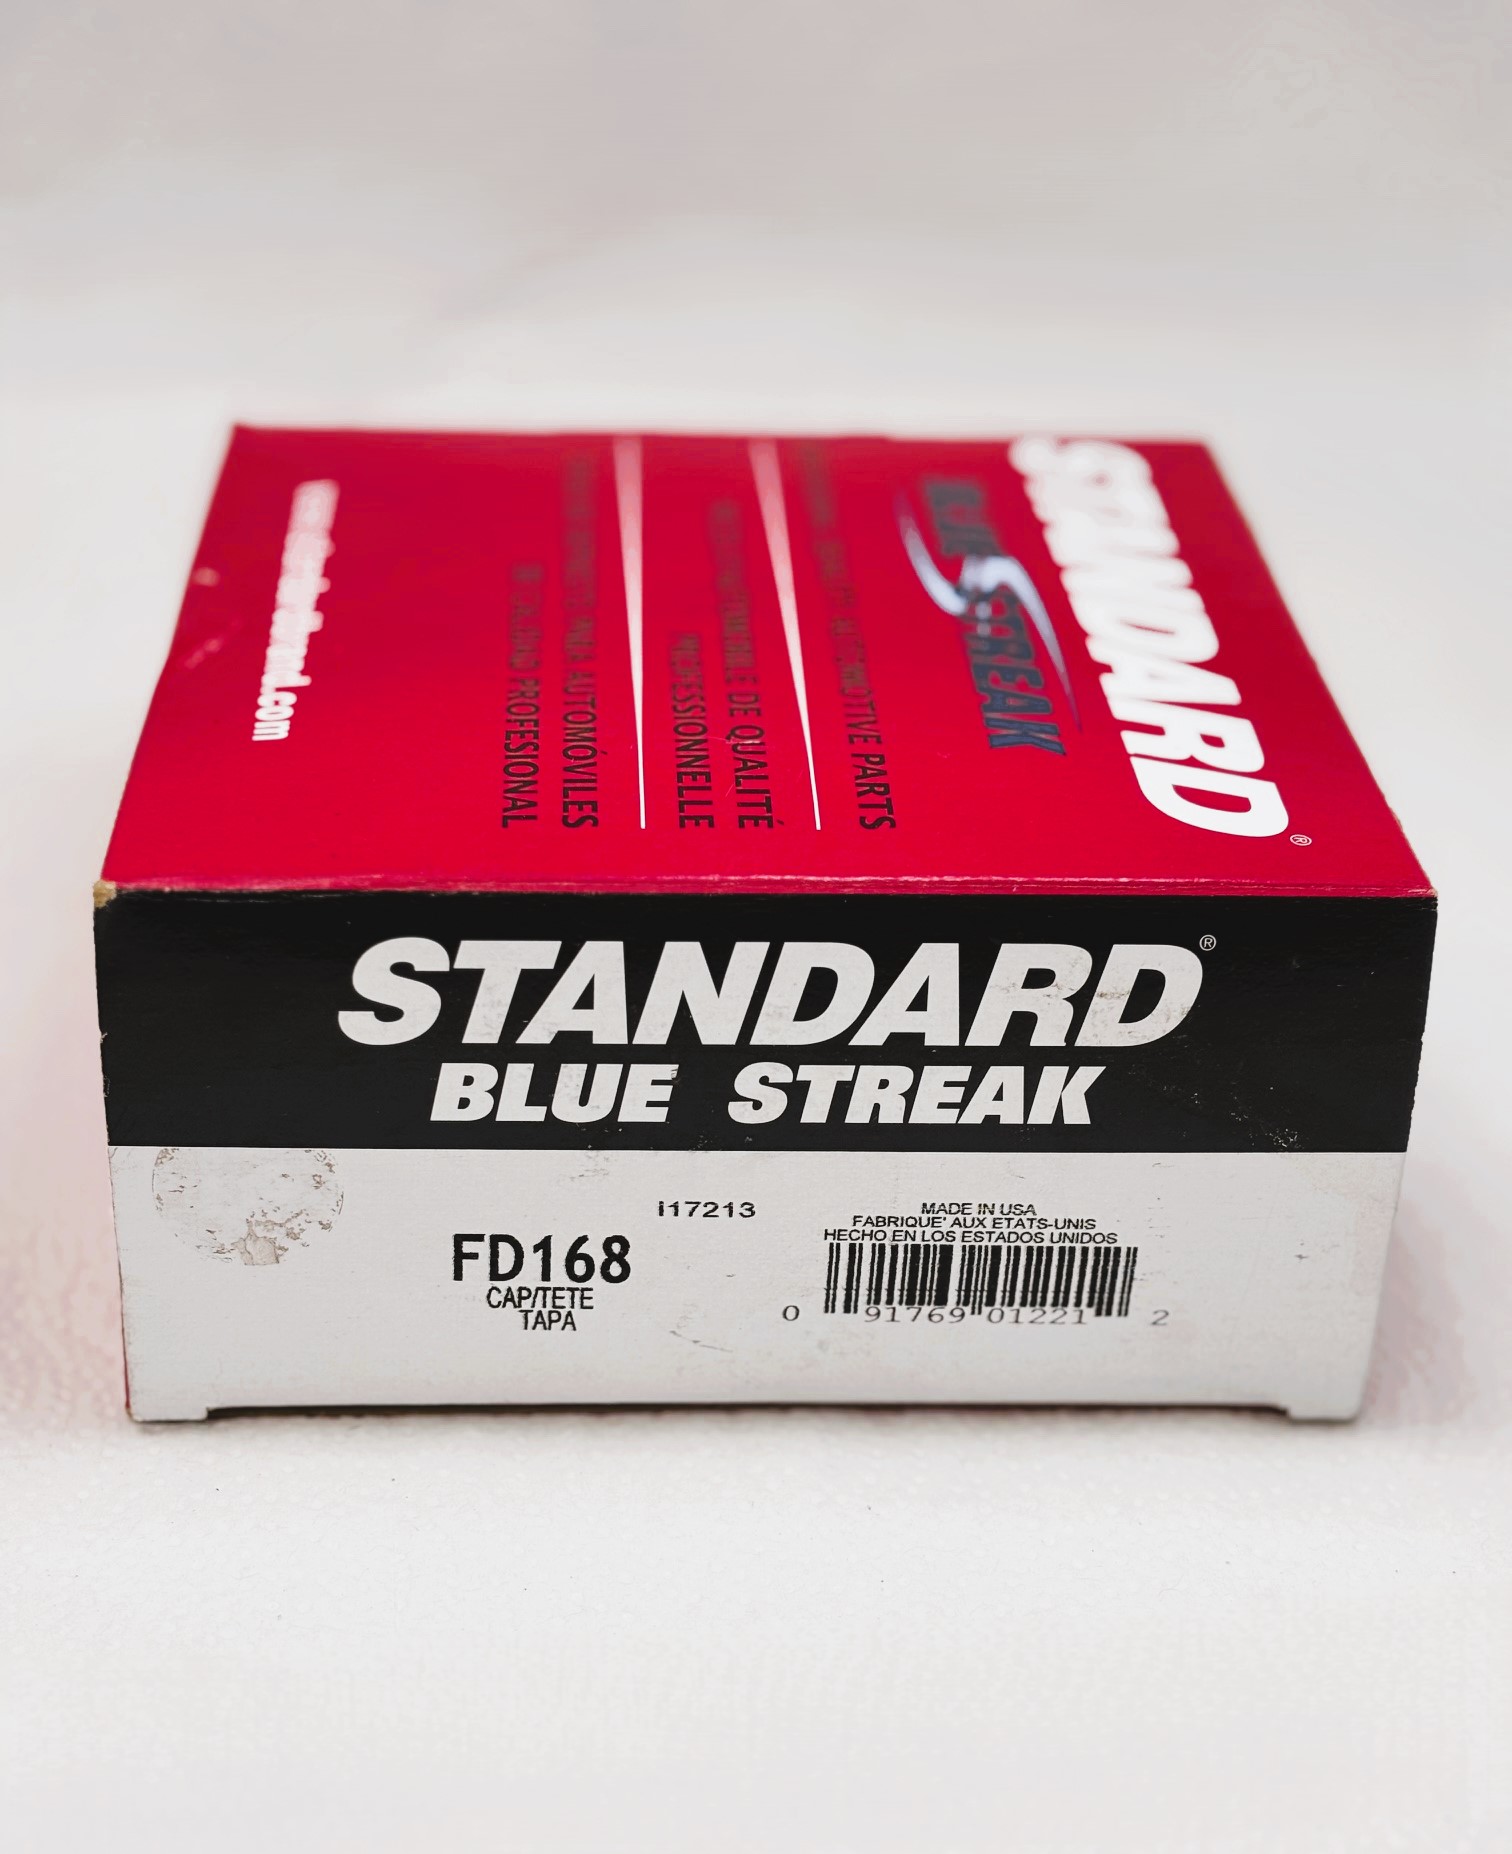 STANDARD®
BLUE STREAK
AUTOMOTIVE PARTS
DE QUALITÉ
PROFESSIONNELLE
PARA AUTOMÓVILES
PROFESIONAL
STANDARD®
BLUE STREAK
I17213
FD168
CAP/TETE
TAPA
MADE IN USA
FABRIQUE' AUX ETATS-UNIS
HECHO EN LOS ESTADOS UNIDOS
0 91769 01221 2